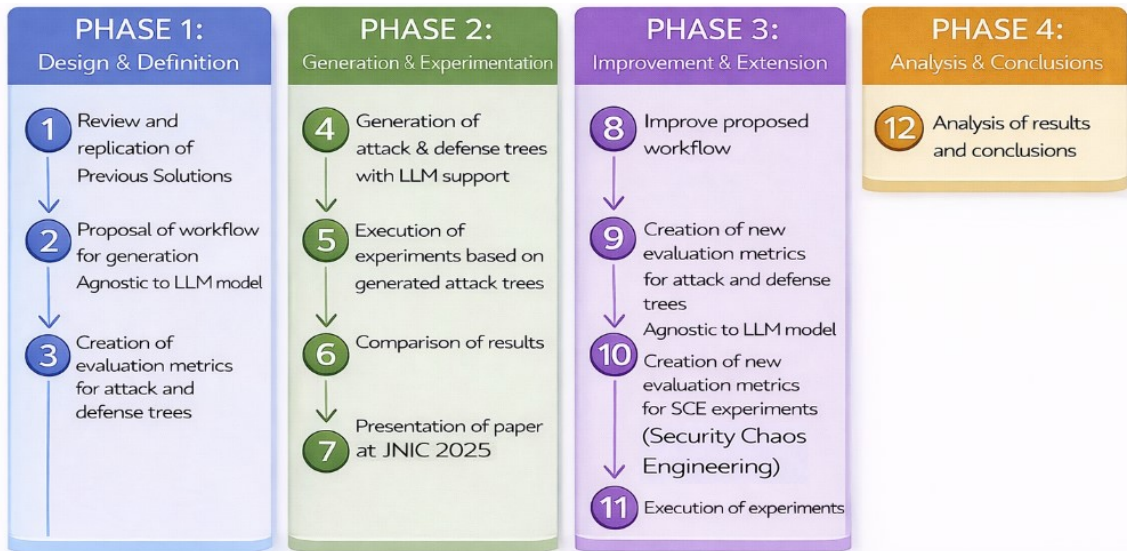 PHASE 1:
Design & Definition
1
Review and
replication of
Previous Solutions
2
Proposal of workflow
for generation
Agnostic to LLM model
3
Creation of
evaluation metrics
for attack and
defense trees
PHASE 2:
Generation & Experimentation
4
Generation of
attack & defense trees
with LLM support
5
Execution of
experiments based on
generated attack trees
6
Comparison of results
7
Presentation of paper
at JNIC 2025
PHASE 3:
Improvement & Extension
8
Improve proposed
workflow
9
Creation of new
evaluation metrics
for attack and defense
trees
Agnostic to LLM model
10
Creation of new
evaluation metrics
for SCE experiments
(Security Chaos
Engineering)
11
Execution of experiments
PHASE 4:
Analysis & Conclusions
12
Analysis of results
and conclusions